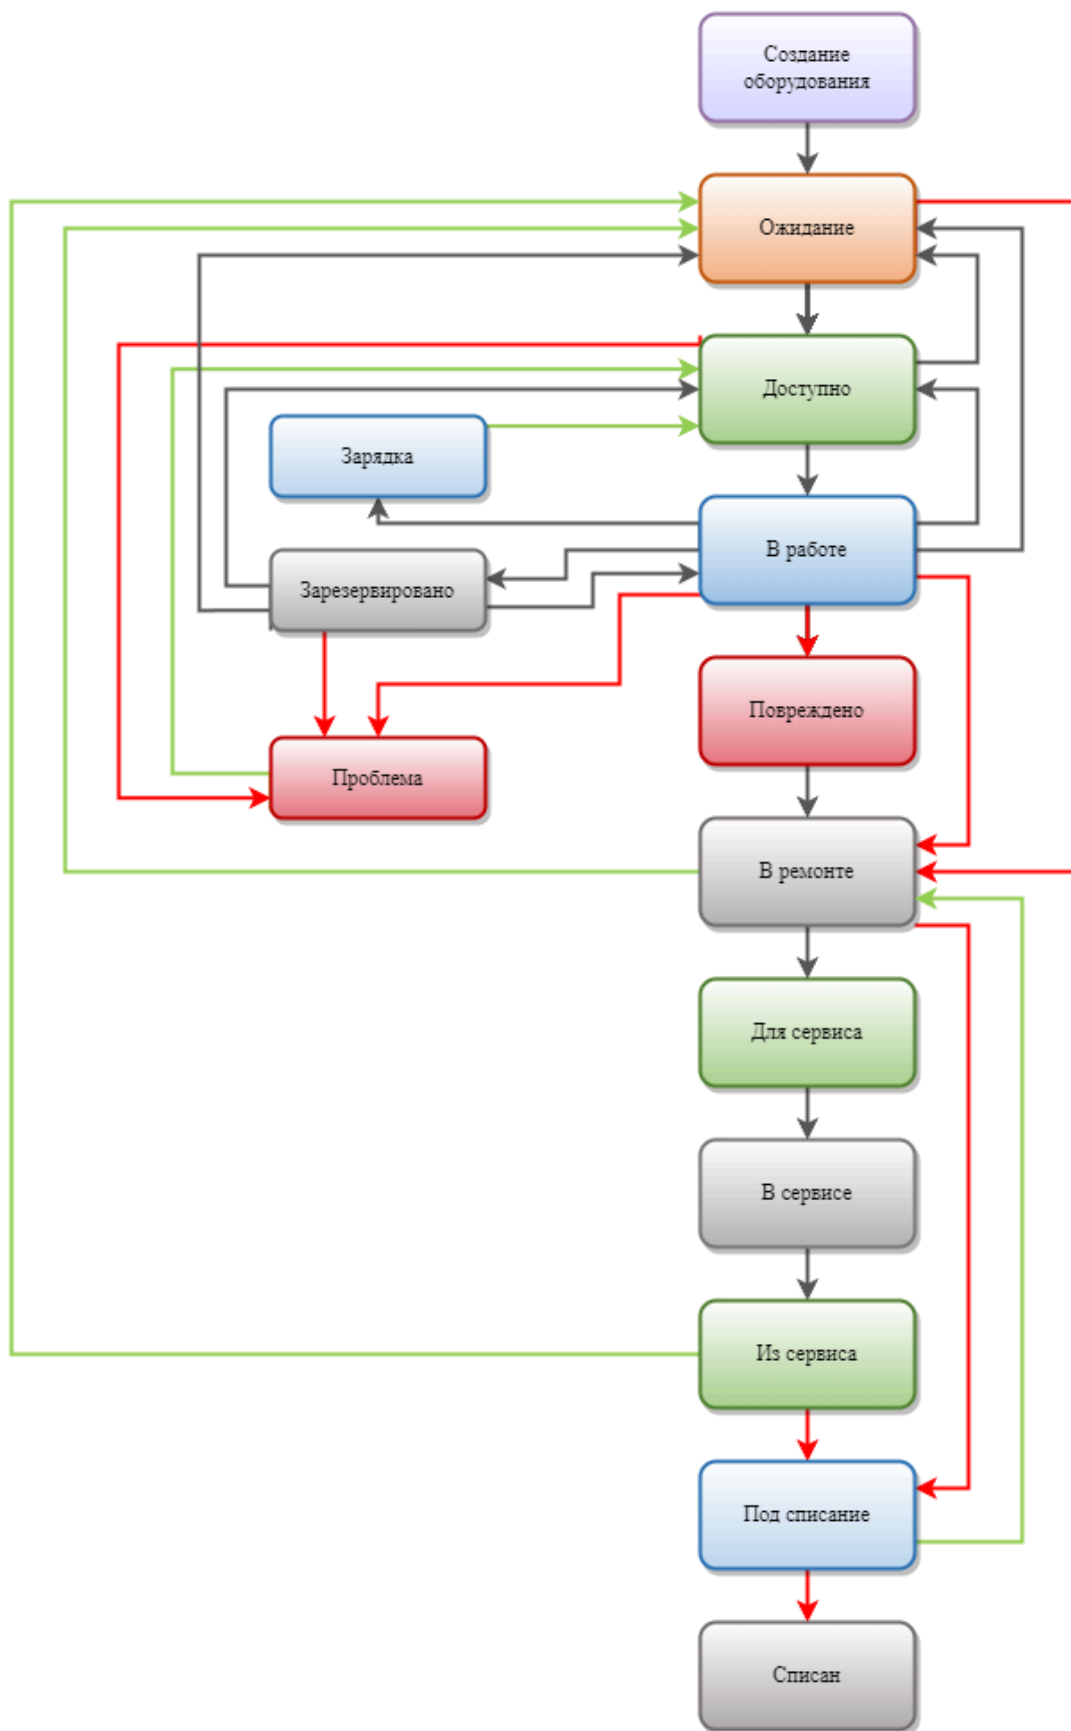 Создание
оборудования
Ожидание
Доступно
Зарядка
В работе
Зарезервировано
Повреждено
Проблема
В ремонте
Для сервиса
В сервисе
Из сервиса
Под списание
Списан